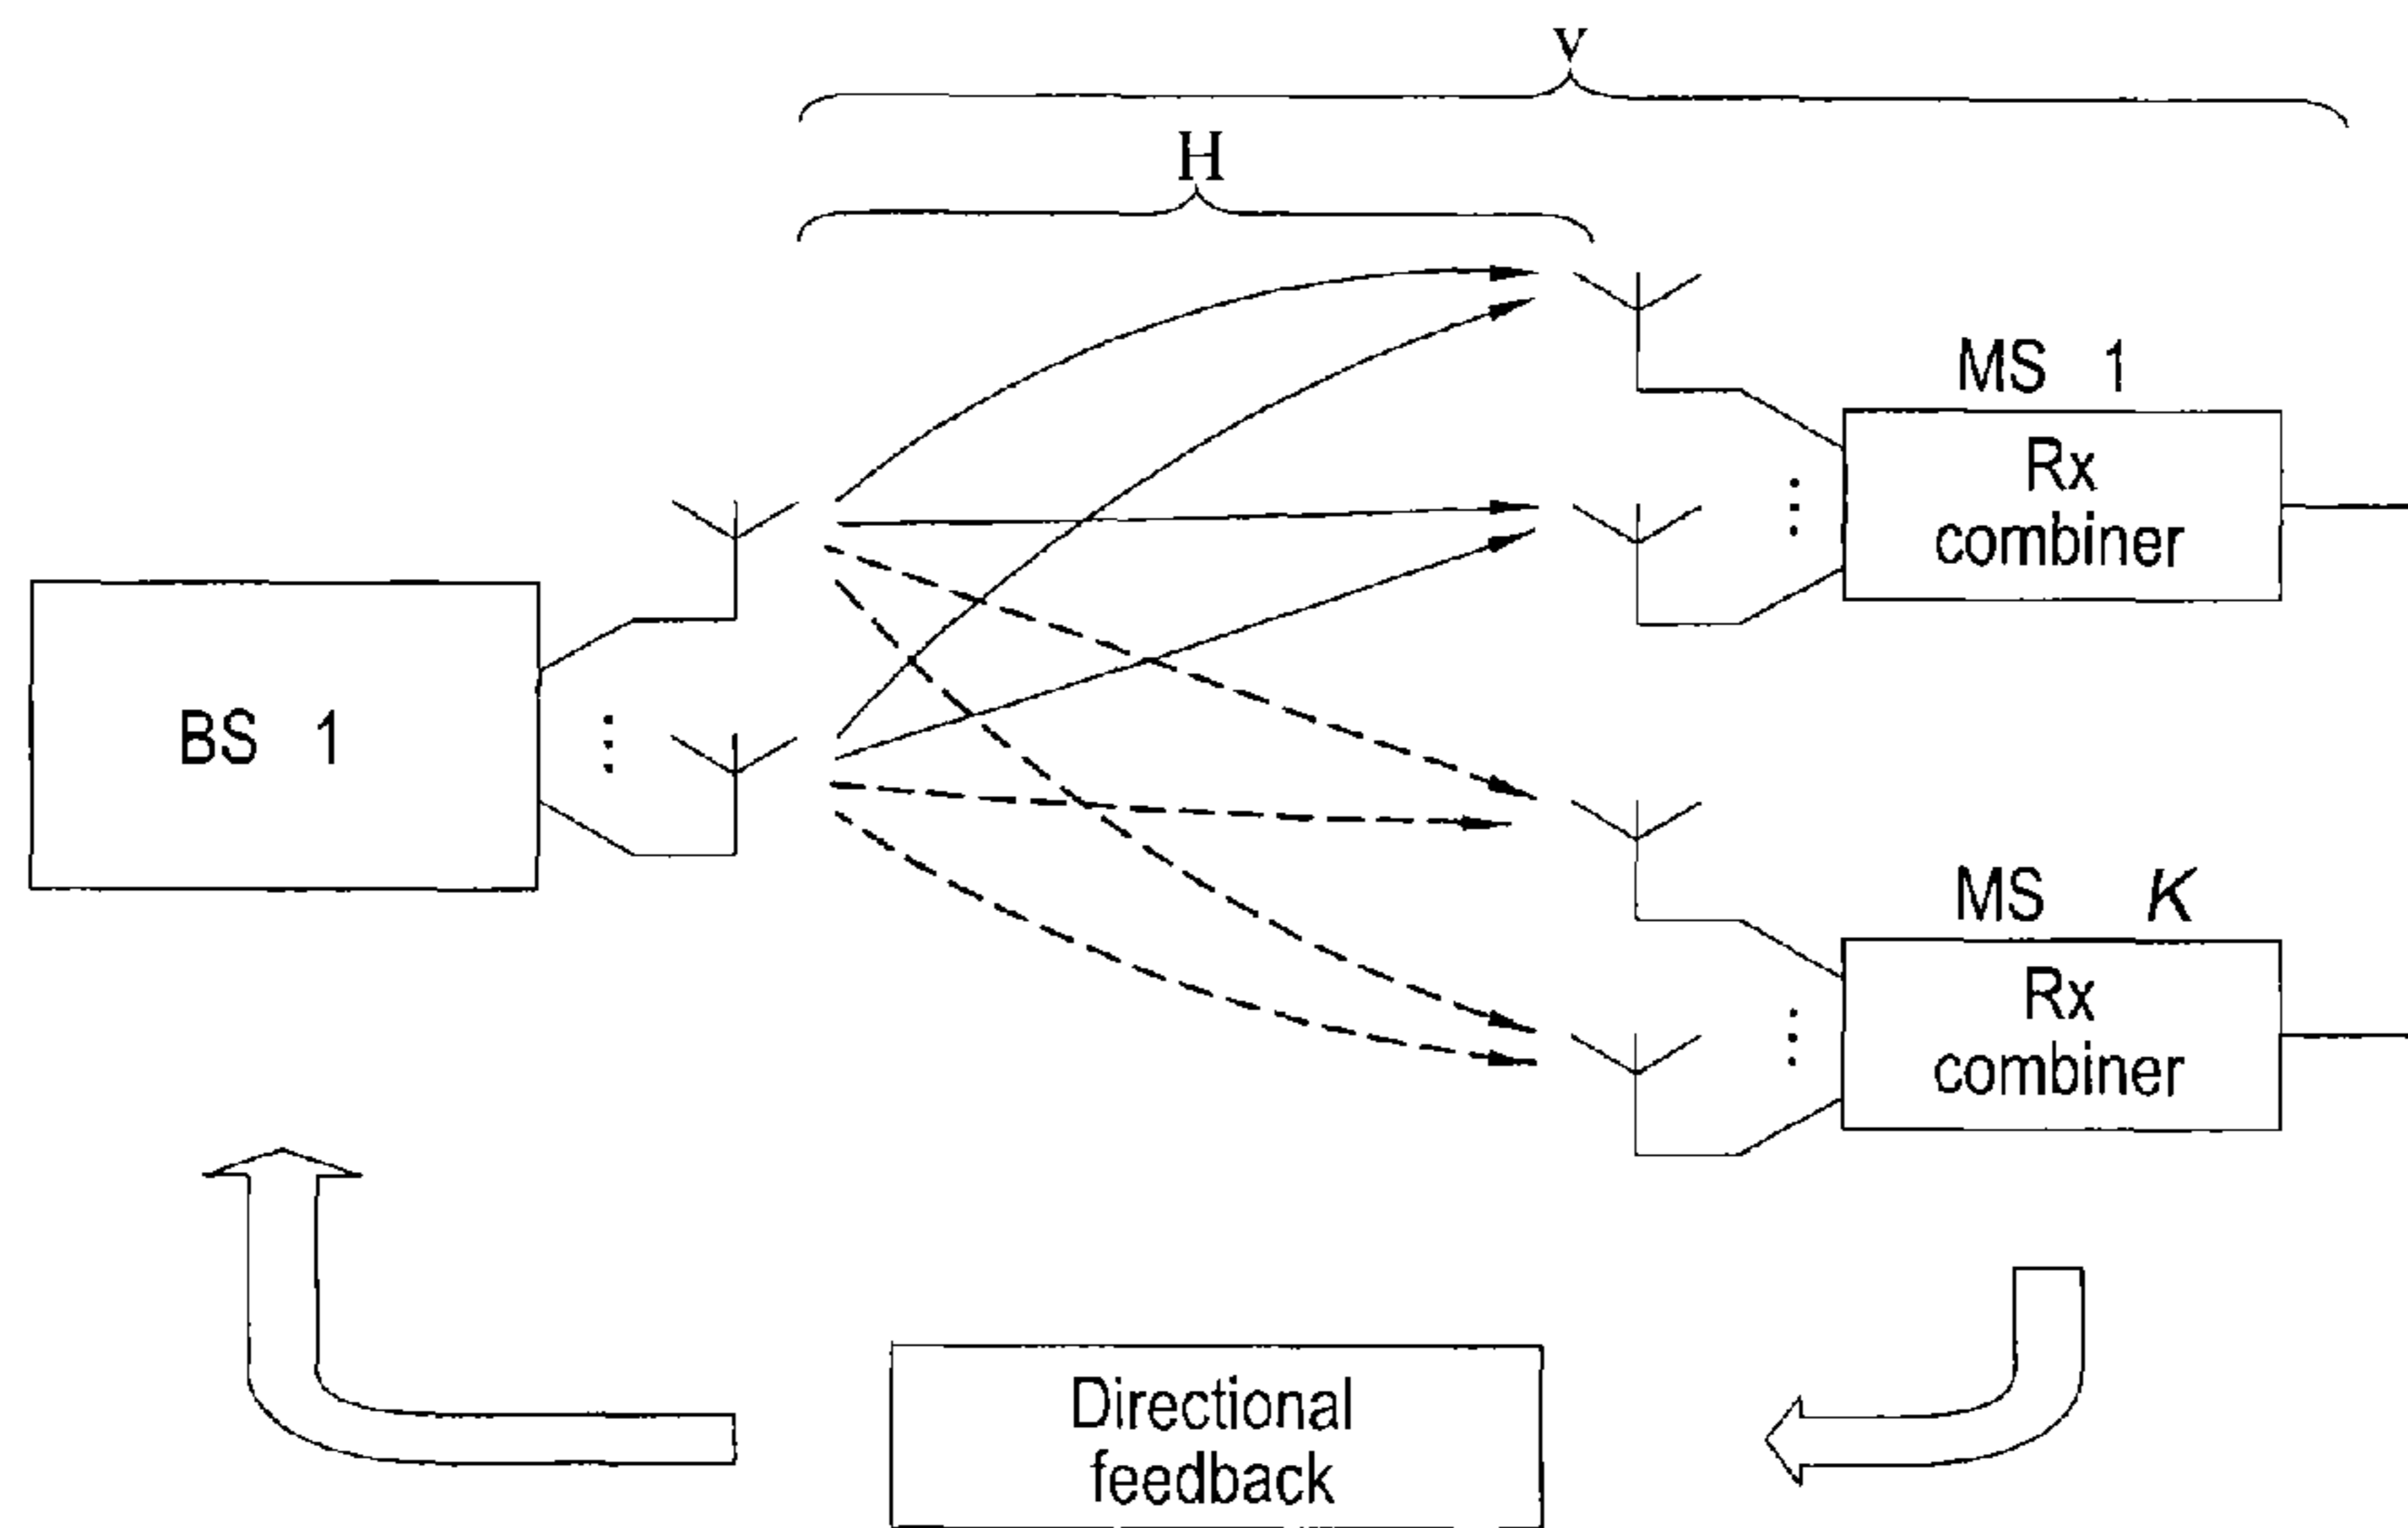 v
H
MS 1
Rx
combiner
BS 1
MS K
Rx
combiner
Directional
feedback